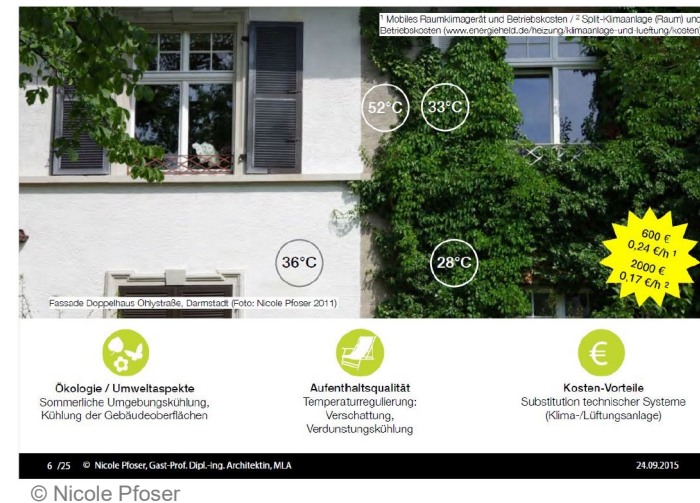 ¹ Mobiles Raumklimagerät und Betriebskosten / ² Split-Klimaanlage (Raum) und
Betriebskosten (www.energieheld.de/heizung/klimaanlage-und-lueftung/kosten)
52°C
33°C
36°C
28°C
600 €
0,24 €/h ¹
2000 €
0,17 €/h ²
Fassade Doppelhaus Ohlystraße, Darmstadt (Foto: Nicole Pfoser 2011)
€
Ökologie / Umweltaspekte
Sommerliche Umgebungskühlung,
Kühlung der Gebäudeoberflächen
Aufenthaltsqualität
Temperaturregulierung:
Verschattung,
Verdunstungskühlung
Kosten-Vorteile
Substitution technischer Systeme
(Klima-/Lüftungsanlage)
6 /25 © Nicole Pfoser, Gast-Prof. Dipl.-Ing. Architektin, MLA
24.09.2015
© Nicole Pfoser